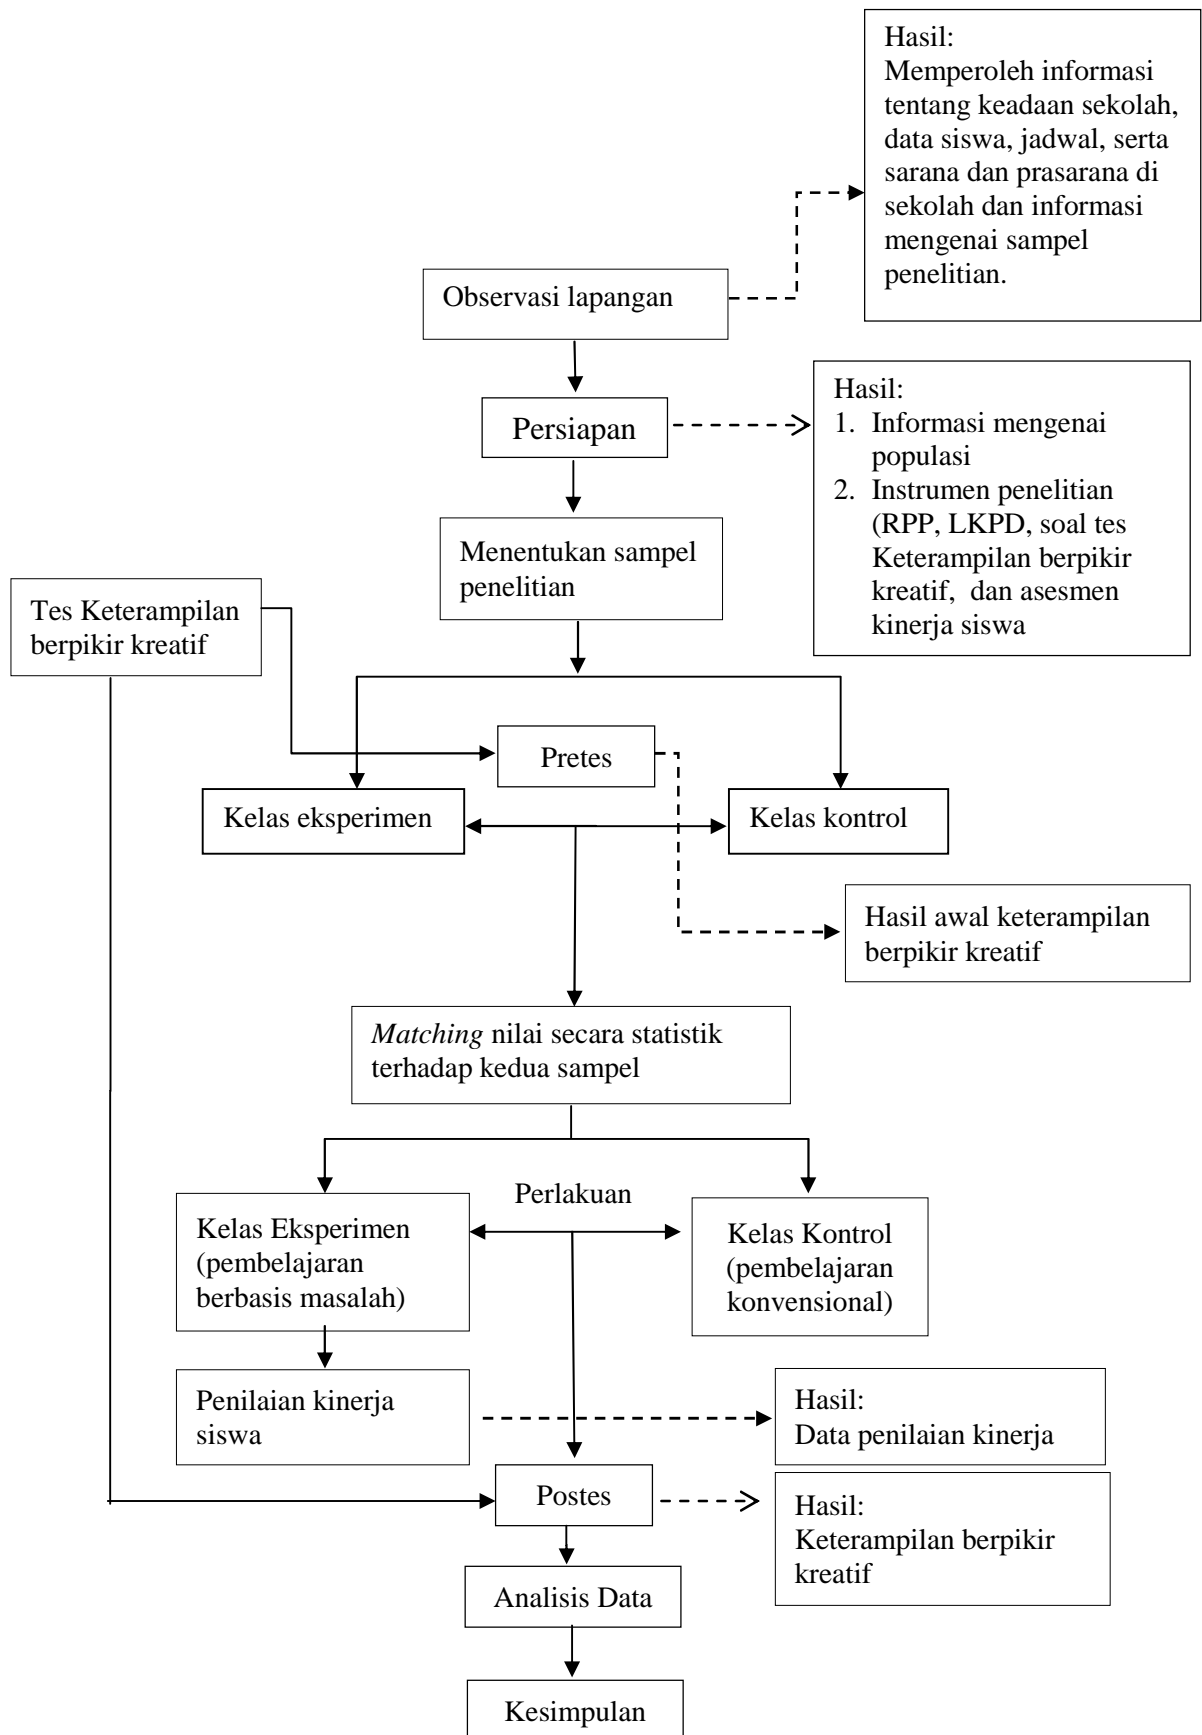 Hasil:
Memperoleh informasi
tentang keadaan sekolah,
data siswa, jadwal, serta
sarana dan prasarana di
sekolah dan informasi
mengenai sampel
penelitian.
Observasi lapangan
Hasil:
1. Informasi mengenai
populasi
2. Instrumen penelitian
(RPP, LKPD, soal tes
Keterampilan berpikir
kreatif, dan asesmen
kinerja siswa
Persiapan
Menentukan sampel
penelitian
Tes Keterampilan
berpikir kreatif
Pretes
Kelas eksperimen
Kelas kontrol
Hasil awal keterampilan
berpikir kreatif
Matching nilai secara statistik
terhadap kedua sampel
Perlakuan
Kelas Eksperimen
(pembelajaran
berbasis masalah)
Kelas Kontrol
(pembelajaran
konvensional)
Penilaian kinerja
siswa
Hasil:
Data penilaian kinerja
Postes
Hasil:
Keterampilan berpikir
kreatif
Analisis Data
Kesimpulan